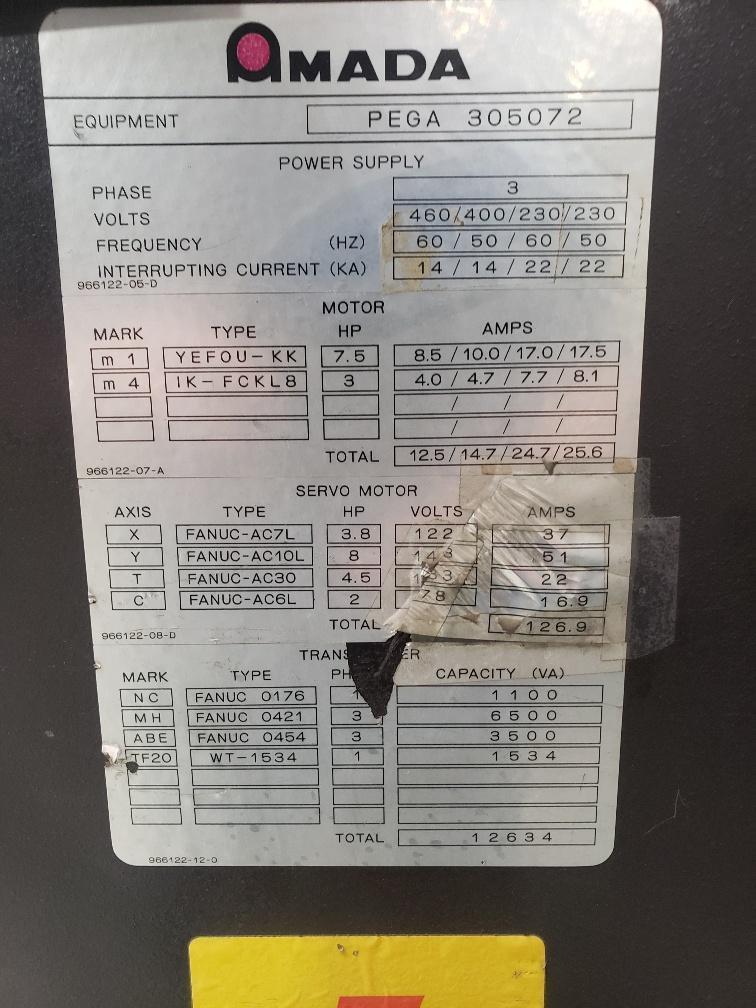 AMADA
EQUIPMENT PEGA 305072
POWER SUPPLY
PHASE 3
VOLTS 460/400/230/230
FREQUENCY (HZ) 60 / 50 / 60 / 50
INTERRUPTING CURRENT (KA) 14 / 14 / 22 / 22
966122-05-D
MOTOR
MARK TYPE HP AMPS
m 1 YEFOU-KK 7.5 8.5 / 10.0 / 17.0 / 17.5
m 4 IK-FCKL8 3 4.0 / 4.7 / 7.7 / 8.1
/ / /
/ / /
TOTAL 12.5 / 14.7 / 24.7 / 25.6
966122-07-A
SERVO MOTOR
AXIS TYPE HP VOLTS AMPS
X FANUC-AC7L 3.8 122 37
Y FANUC-AC10L 8 51
T FANUC-AC30 4.5 22
C FANUC-AC6L 2 78 16.9
TOTAL 126.9
966122-08-D
MARK TYPE CAPACITY (VA)
NC FANUC 0176 1 1100
MH FANUC 0421 3 6500
ABE FANUC 0454 3 3500
TF20 WT-1534 1 1534
TOTAL 12634
966122-12-0